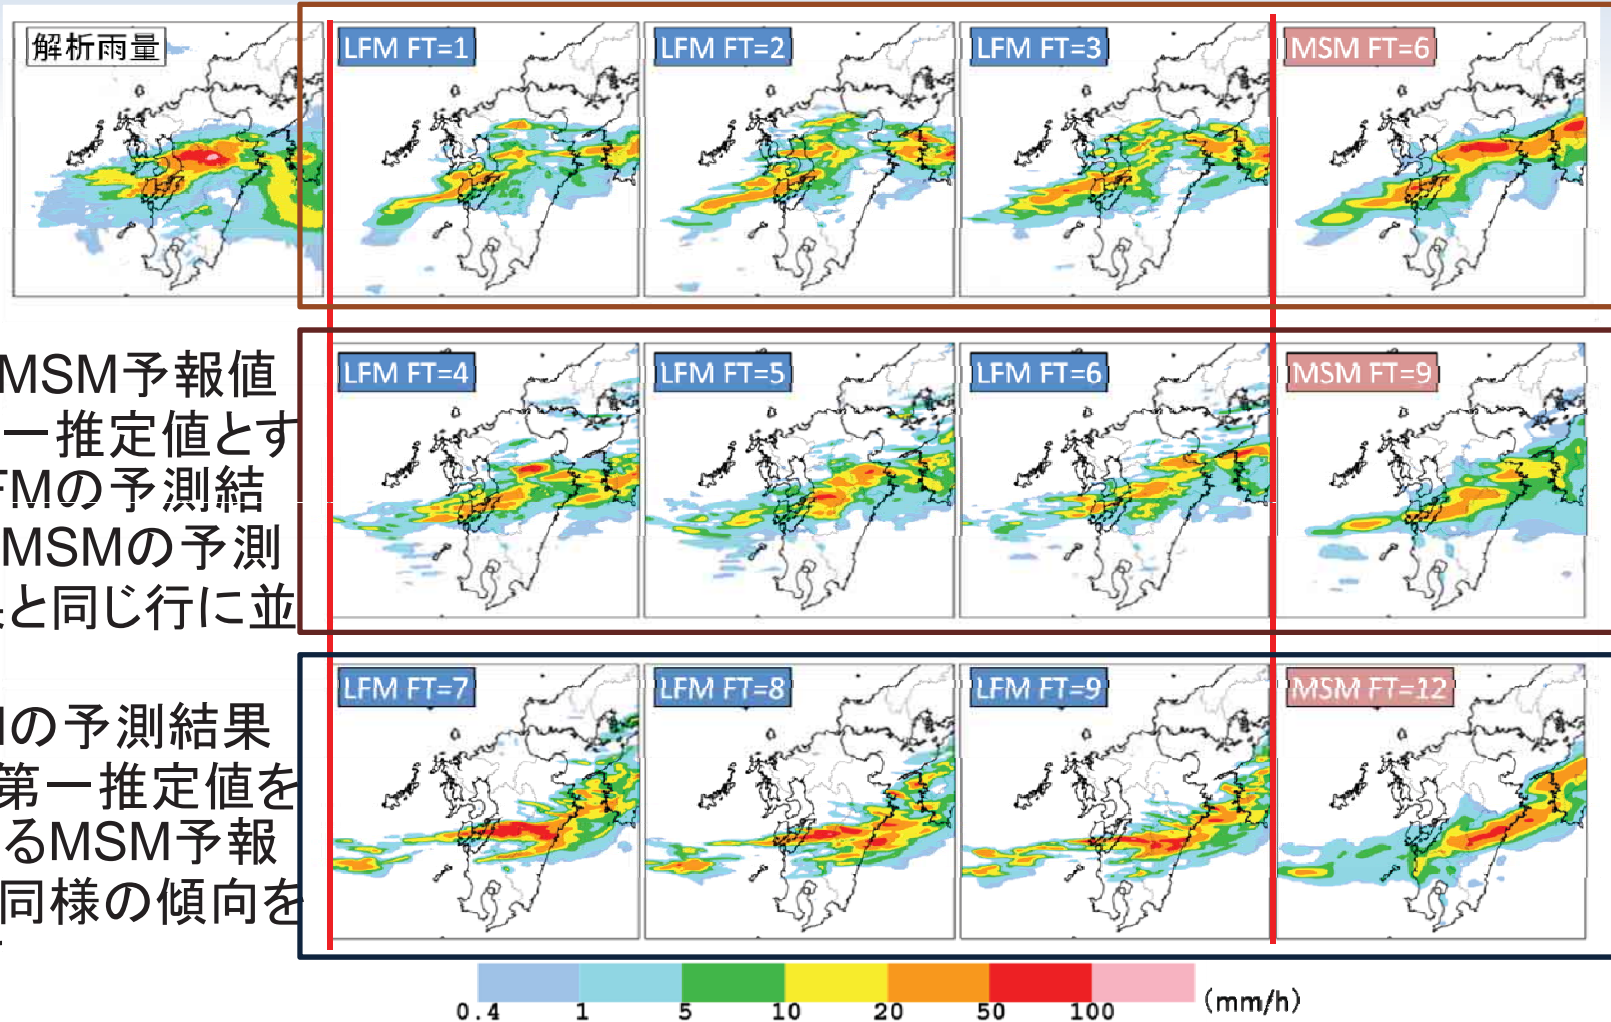 解析雨量
LFM FT=1
LFM FT=2
LFM FT=3
MSM FT=6
MSM予報値
一推定値とす
FMの予測結
MSMの予測
と同じ行に並
LFM FT=4
LFM FT=5
LFM FT=6
MSM FT=9
の予測結果
第一推定値を
るMSM予報
同様の傾向を
LFM FT=7
LFM FT=8
LFM FT=9
MSM FT=12
0.4 1 5 10 20 50 100 (mm/h)